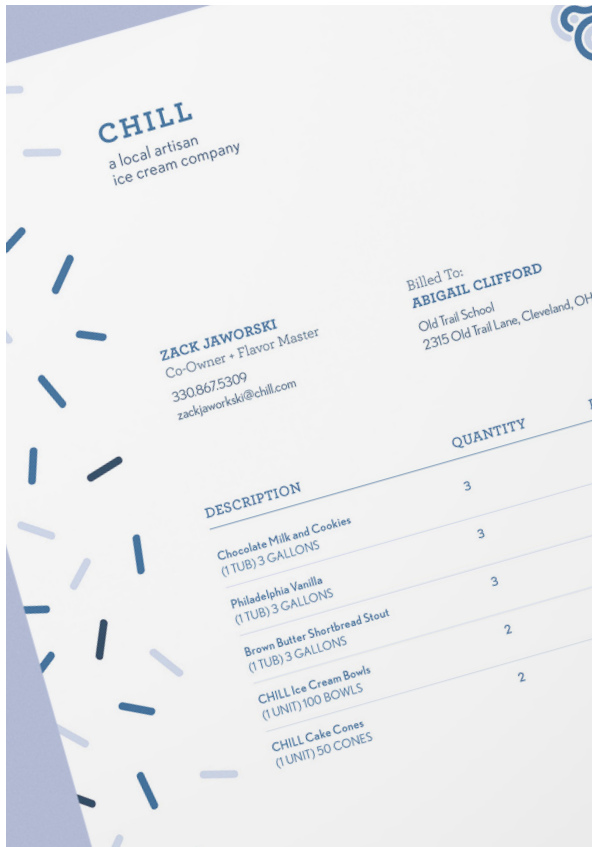 CHILL
a local artisan
ice cream company
Billed To:
ABIGAIL CLIFFORD
Old Trail School
2315 Old Trail Lane, Cleveland, OH
ZACK JAWORSKI
Co-Owner + Flavor Master
330.867.5309
zackjaworkski@chill.com
DESCRIPTION QUANTITY
Chocolate Milk and Cookies 3
(1 TUB) 3 GALLONS
Philadelphia Vanilla 3
(1 TUB) 3 GALLONS
Brown Butter Shortbread Stout 3
(1 TUB) 3 GALLONS
CHILL Ice Cream Bowls 2
(1 UNIT) 100 BOWLS
CHILL Cake Cones 2
(1 UNIT) 50 CONES